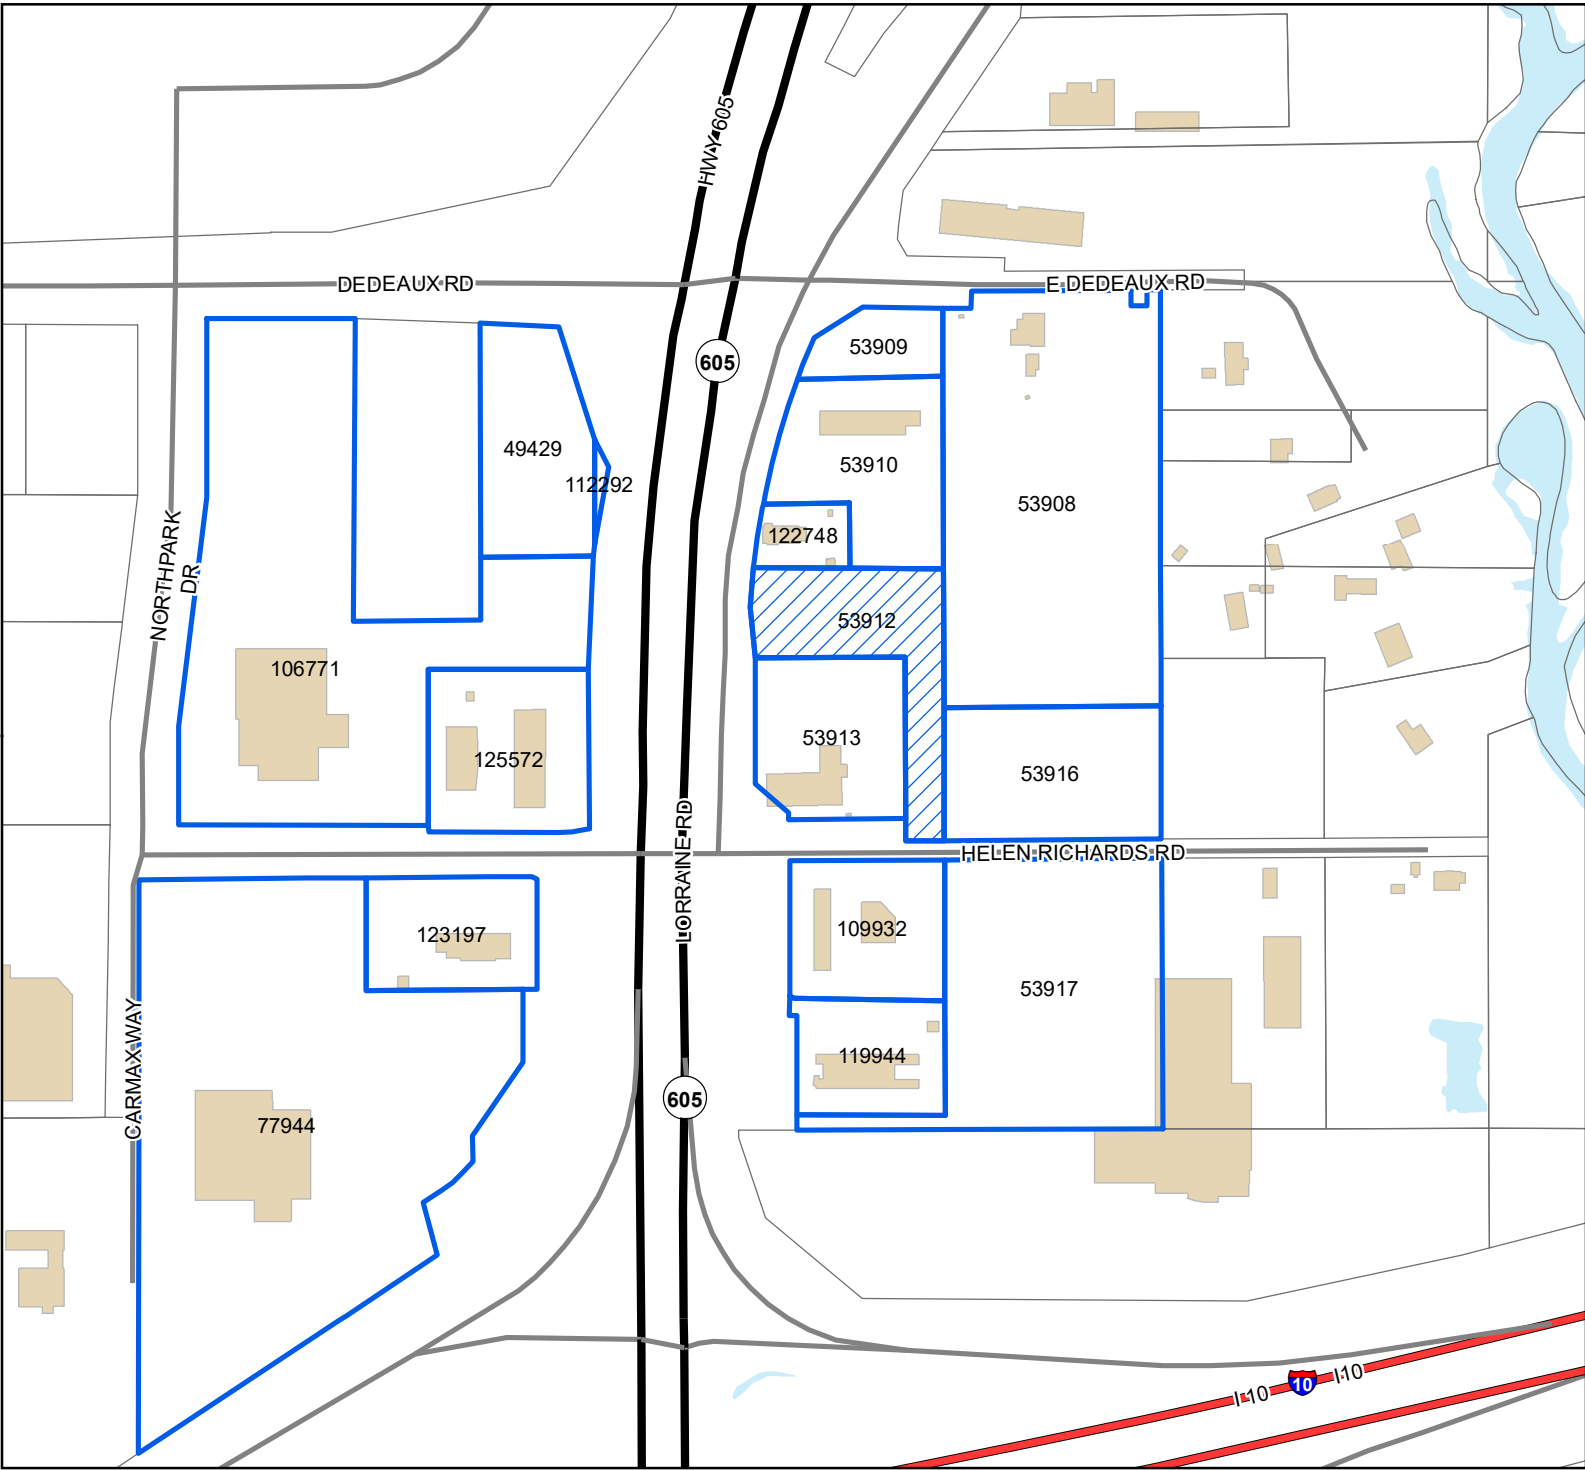 HWY 605
DEDEAUX RD
E DEDEAUX RD
53909
605
49429
53910
112292
53908
122748
NORTHPARK
DR
53912
106771
53913
125572
53916
LORRAINE RD
HELEN RICHARDS RD
123197
109932
53917
CARMAX WAY
119944
605
77944
I 10
10
I 10